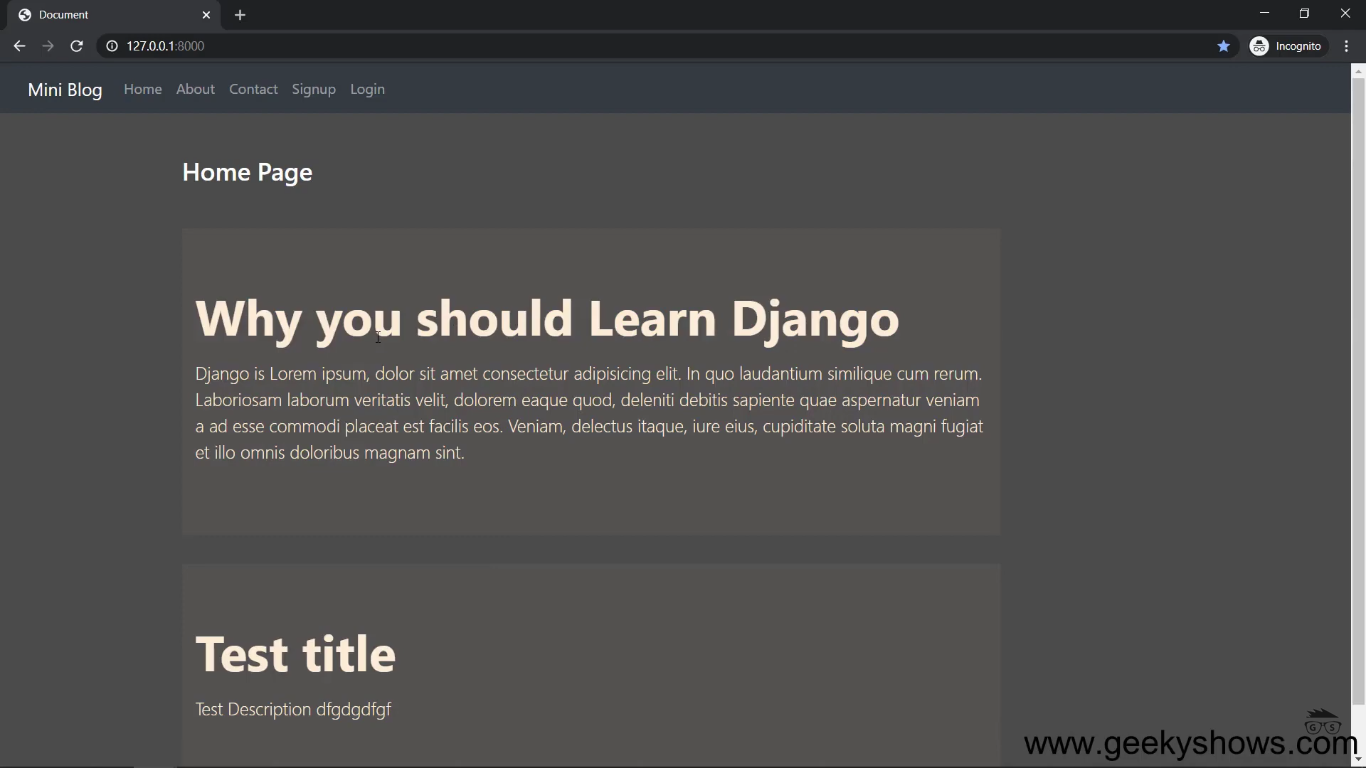 Document
127.0.0.1:8000
Incognito
Mini Blog Home About Contact Signup Login
Home Page
Why you should Learn Django
Django is Lorem ipsum, dolor sit amet consectetur adipisicing elit. In quo laudantium similique cum rerum.
Laboriosam laborum veritatis velit, dolorem eaque quod, deleniti debitis sapiente quae aspernatur veniam
a ad esse commodi placeat est facilis eos. Veniam, delectus itaque, iure eius, cupiditate soluta magni fugiat
et illo omnis doloribus magnam sint.
Test title
Test Description dfgdgdfgf
G S
www.geekyshows.com